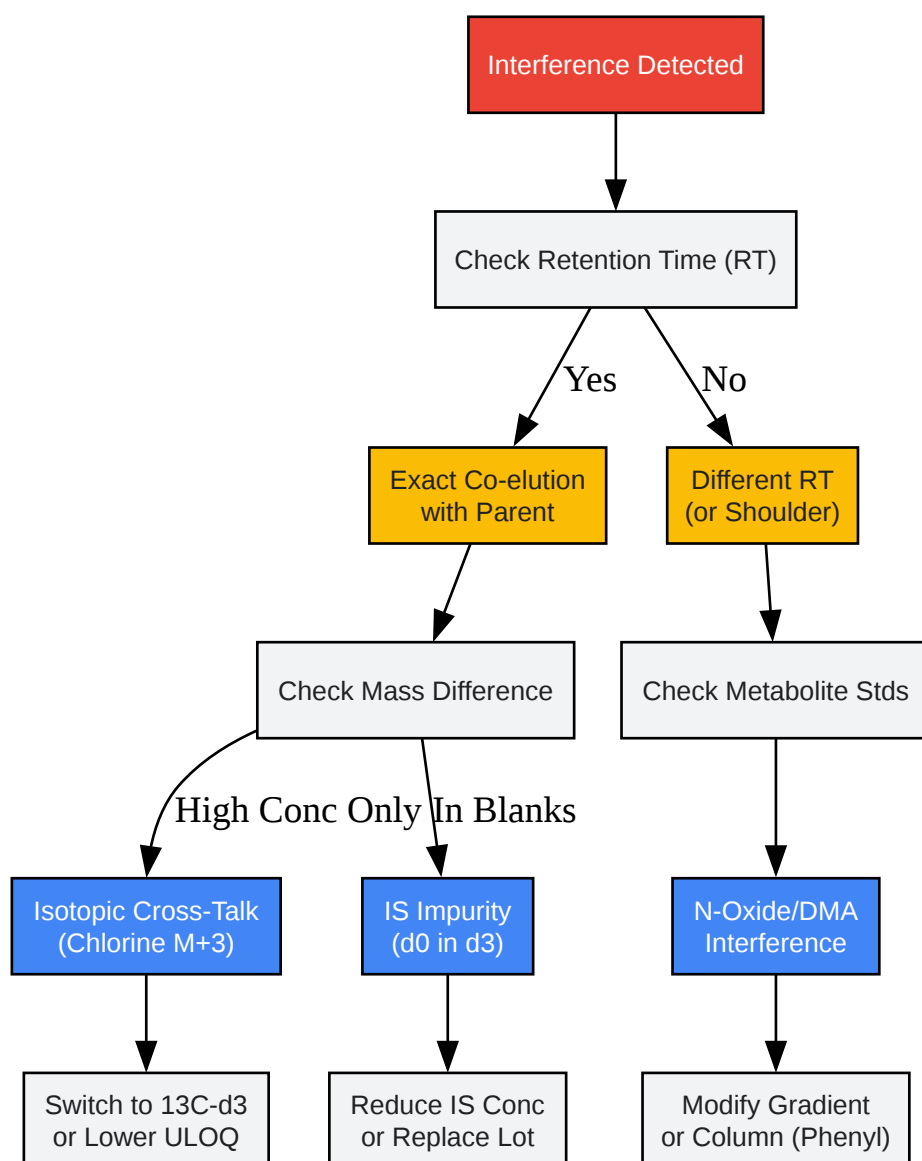 Interference Detected
Check Retention Time (RT)
Yes
No
Exact Co-elution
with Parent
Different RT
(or Shoulder)
Check Mass Difference
Check Metabolite Stds
High Conc Only
In Blanks
Isotopic Cross-Talk
(Chlorine M+3)
IS Impurity
(d0 in d3)
N-Oxide/DMA
Interference
Switch to 13C-d3
or Lower ULOQ
Reduce IS Conc
or Replace Lot
Modify Gradient
or Column (Phenyl)